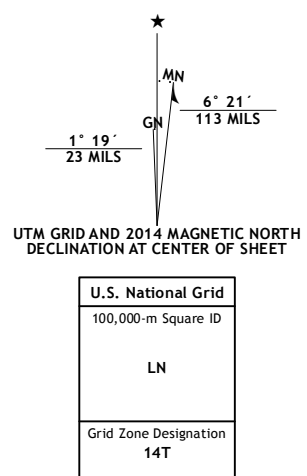 ★
MN
GN
6° 21´
113 MILS
1° 19´
23 MILS
UTM GRID AND 2014 MAGNETIC NORTH
DECLINATION AT CENTER OF SHEET
U.S. National Grid
100,000-m Square ID
LN
Grid Zone Designation
14T